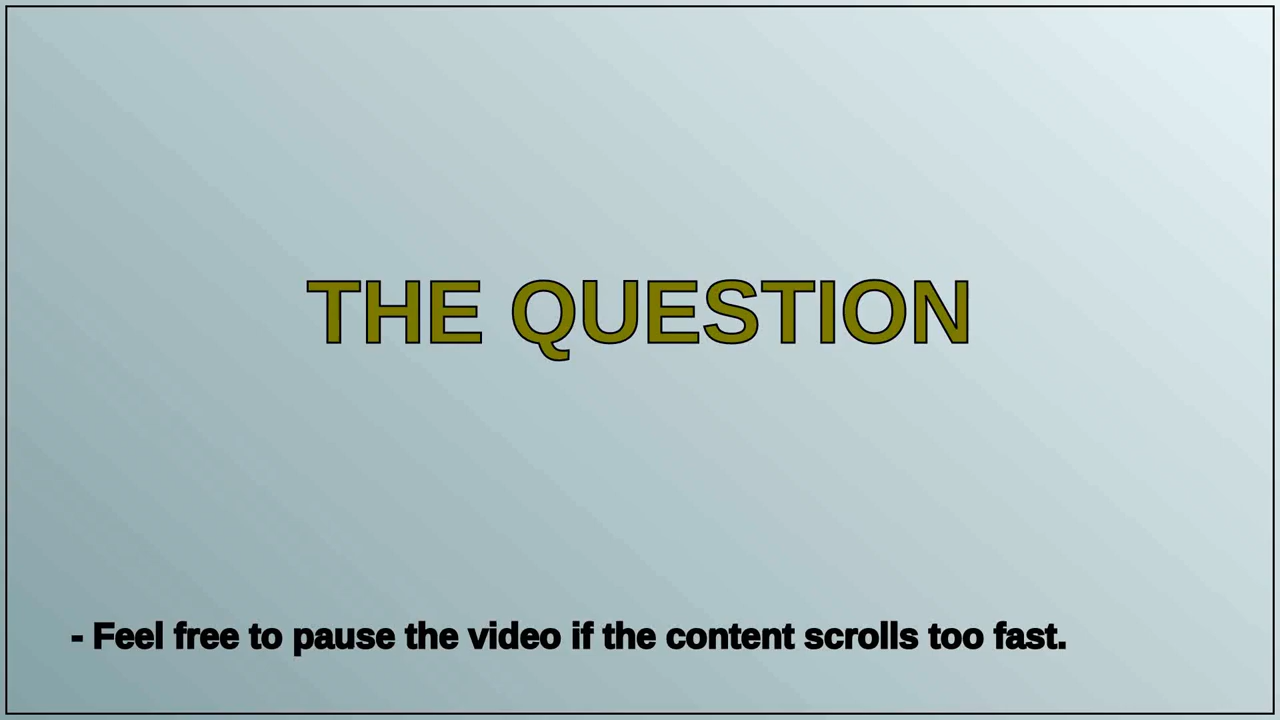 THE QUESTION
- Feel free to pause the video if the content scrolls too fast.